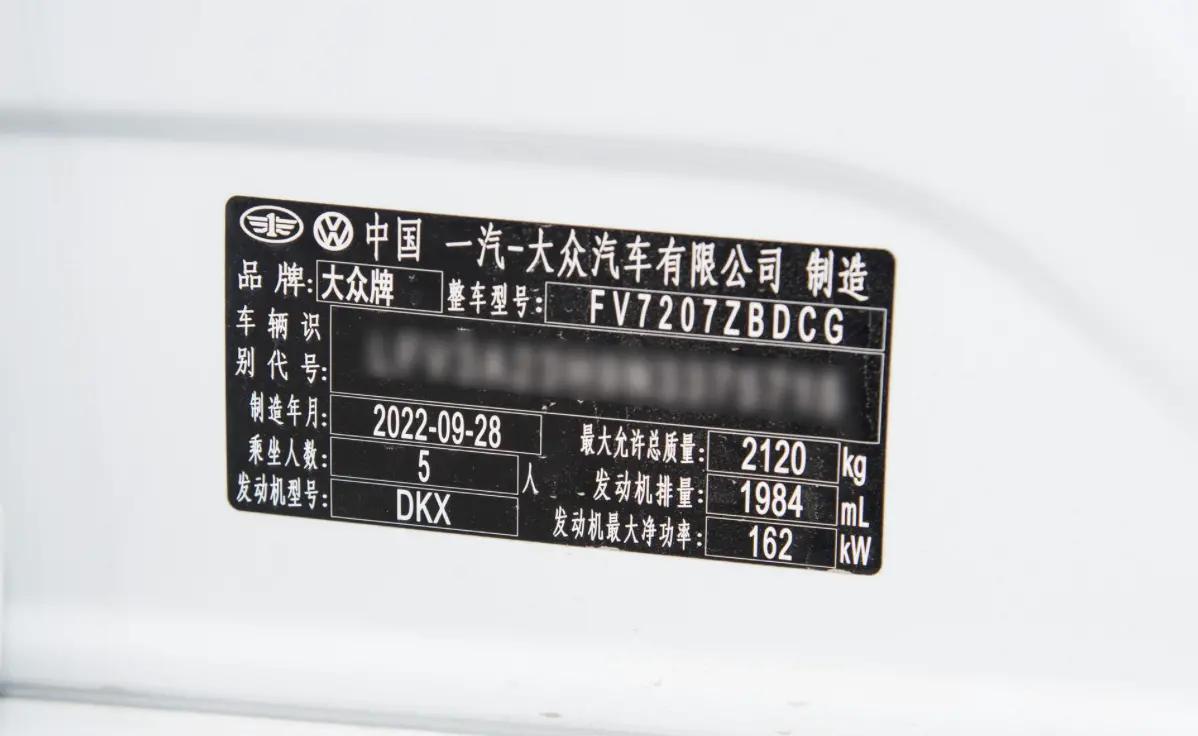 中国 一汽-大众汽车有限公司 制造
品牌: 大众牌 整车型号: FV7207ZBDCG
车辆识
别代号:
制造年月: 2022-09-28 最大允许总质量: 2120 kg
乘坐人数: 5 人 发动机排量: 1984 mL
发动机型号: DKX 发动机最大净功率: 162 kW